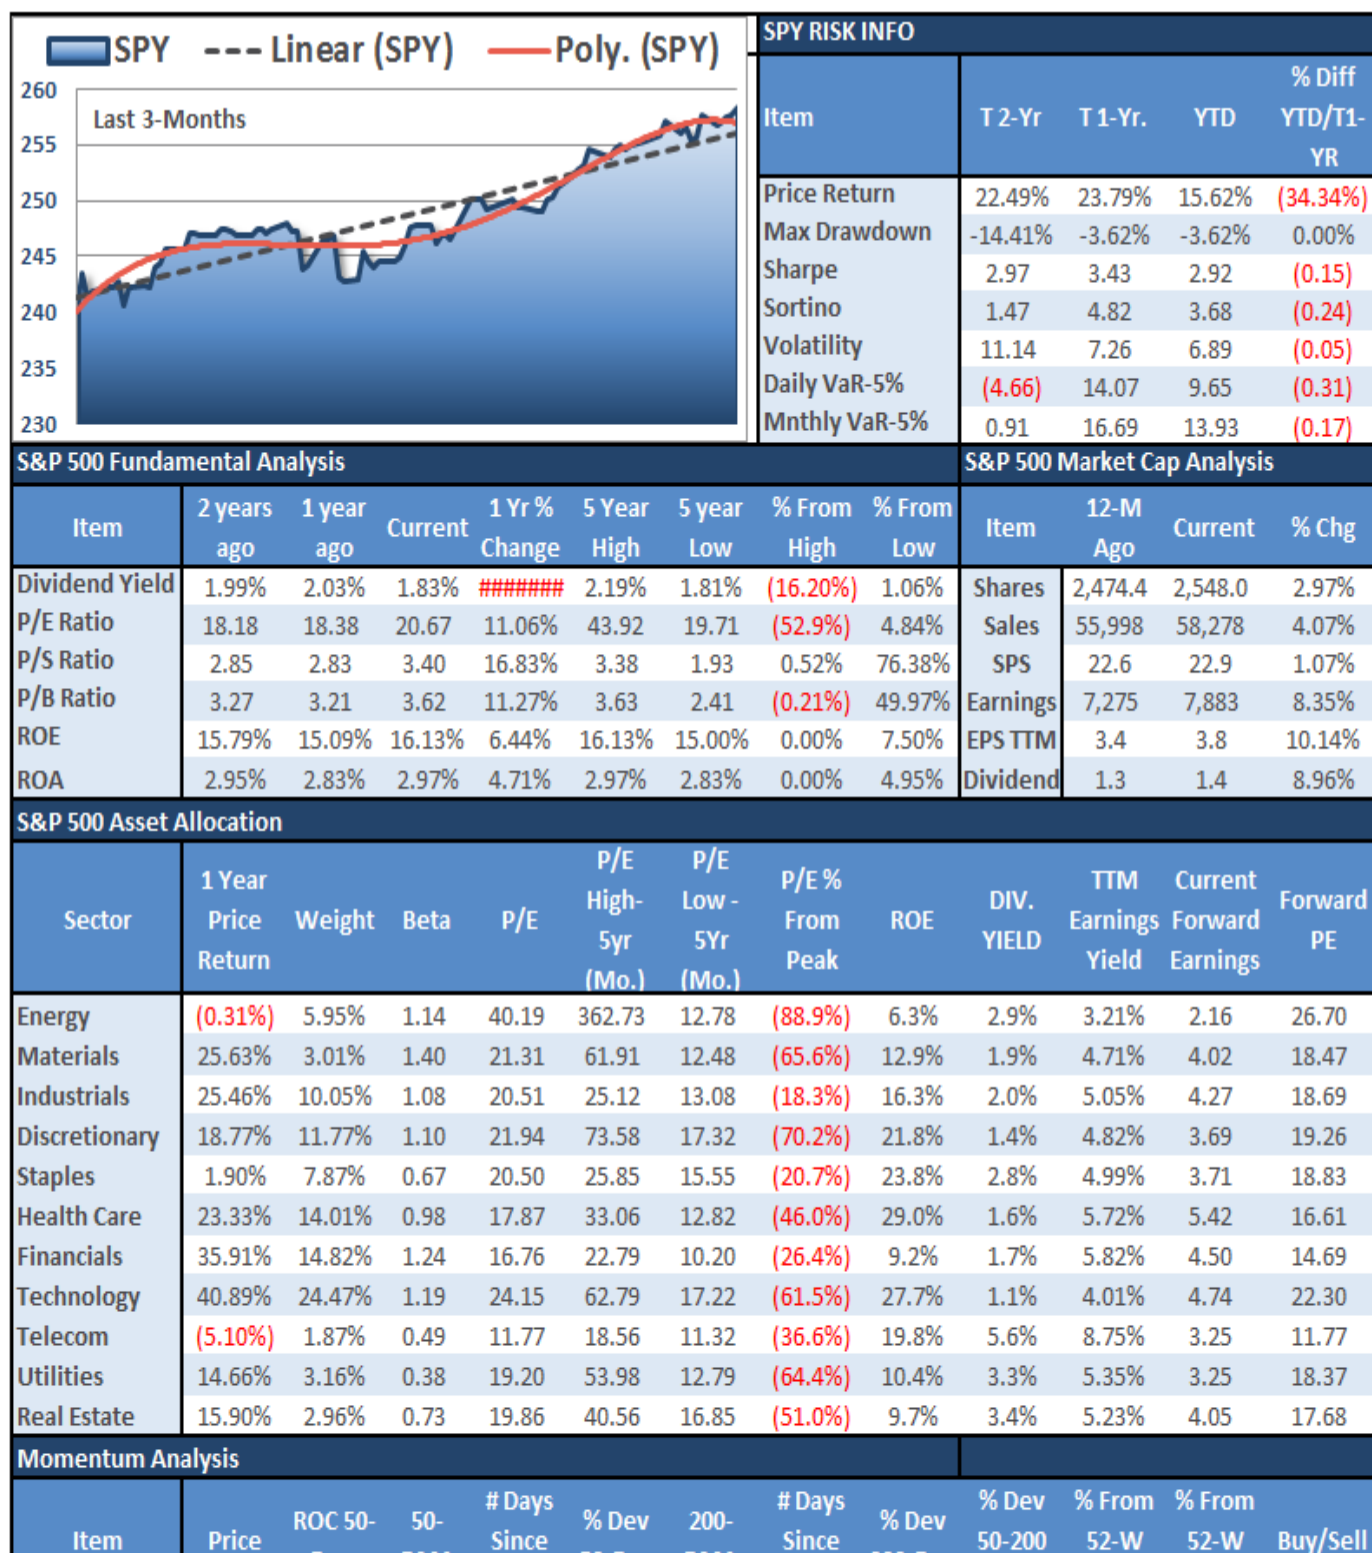 SPY Linear (SPY) Poly. (SPY)
Last 3-Months
260
255
250
245
240
235
230
SPY RISK INFO
Item T 2-Yr T 1-Yr. YTD % Diff YTD/T1-YR
Price Return 22.49% 23.79% 15.62% (34.34%)
Max Drawdown -14.41% -3.62% -3.62% 0.00%
Sharpe 2.97 3.43 2.92 (0.15)
Sortino 1.47 4.82 3.68 (0.24)
Volatility 11.14 7.26 6.89 (0.05)
Daily VaR-5% (4.66) 14.07 9.65 (0.31)
Mnthly VaR-5% 0.91 16.69 13.93 (0.17)
S&P 500 Fundamental Analysis
Item 2 years ago 1 year ago Current 1 Yr % Change 5 Year High 5 year Low % From High % From Low
Dividend Yield 1.99% 2.03% 1.83% ####### 2.19% 1.81% (16.20%) 1.06%
P/E Ratio 18.18 18.38 20.67 11.06% 43.92 19.71 (52.9%) 4.84%
P/S Ratio 2.85 2.83 3.40 16.83% 3.38 1.93 0.52% 76.38%
P/B Ratio 3.27 3.21 3.62 11.27% 3.63 2.41 (0.21%) 49.97%
ROE 15.79% 15.09% 16.13% 6.44% 16.13% 15.00% 0.00% 7.50%
ROA 2.95% 2.83% 2.97% 4.71% 2.97% 2.83% 0.00% 4.95%
S&P 500 Market Cap Analysis
Item 12-M Ago Current % Chg
Shares 2,474.4 2,548.0 2.97%
Sales 55,998 58,278 4.07%
SPS 22.6 22.9 1.07%
Earnings 7,275 7,883 8.35%
EPS TTM 3.4 3.8 10.14%
Dividend 1.3 1.4 8.96%
S&P 500 Asset Allocation
Sector 1 Year Price Return Weight Beta P/E P/E High-5yr (Mo.) P/E Low - 5Yr (Mo.) P/E % From Peak ROE DIV. YIELD TTM Earnings Yield Current Forward Earnings Forward PE
Energy (0.31%) 5.95% 1.14 40.19 362.73 12.78 (88.9%) 6.3% 2.9% 3.21% 2.16 26.70
Materials 25.63% 3.01% 1.40 21.31 61.91 12.48 (65.6%) 12.9% 1.9% 4.71% 4.02 18.47
Industrials 25.46% 10.05% 1.08 20.51 25.12 13.08 (18.3%) 16.3% 2.0% 5.05% 4.27 18.69
Discretionary 18.77% 11.77% 1.10 21.94 73.58 17.32 (70.2%) 21.8% 1.4% 4.82% 3.69 19.26
Staples 1.90% 7.87% 0.67 20.50 25.85 15.55 (20.7%) 23.8% 2.8% 4.99% 3.71 18.83
Health Care 23.33% 14.01% 0.98 17.87 33.06 12.82 (46.0%) 29.0% 1.6% 5.72% 5.42 16.61
Financials 35.91% 14.82% 1.24 16.76 22.79 10.20 (26.4%) 9.2% 1.7% 5.82% 4.50 14.69
Technology 40.89% 24.47% 1.19 24.15 62.79 17.22 (61.5%) 27.7% 1.1% 4.01% 4.74 22.30
Telecom (5.10%) 1.87% 0.49 11.77 18.56 11.32 (36.6%) 19.8% 5.6% 8.75% 3.25 11.77
Utilities 14.66% 3.16% 0.38 19.20 53.98 12.79 (64.4%) 10.4% 3.3% 5.35% 3.25 18.37
Real Estate 15.90% 2.96% 0.73 19.86 40.56 16.85 (51.0%) 9.7% 3.4% 5.23% 4.05 17.68
Momentum Analysis
Item Price ROC 50- 50- # Days Since % Dev 200- # Days Since % Dev % Dev 50-200 % From 52-W % From 52-W Buy/Sell